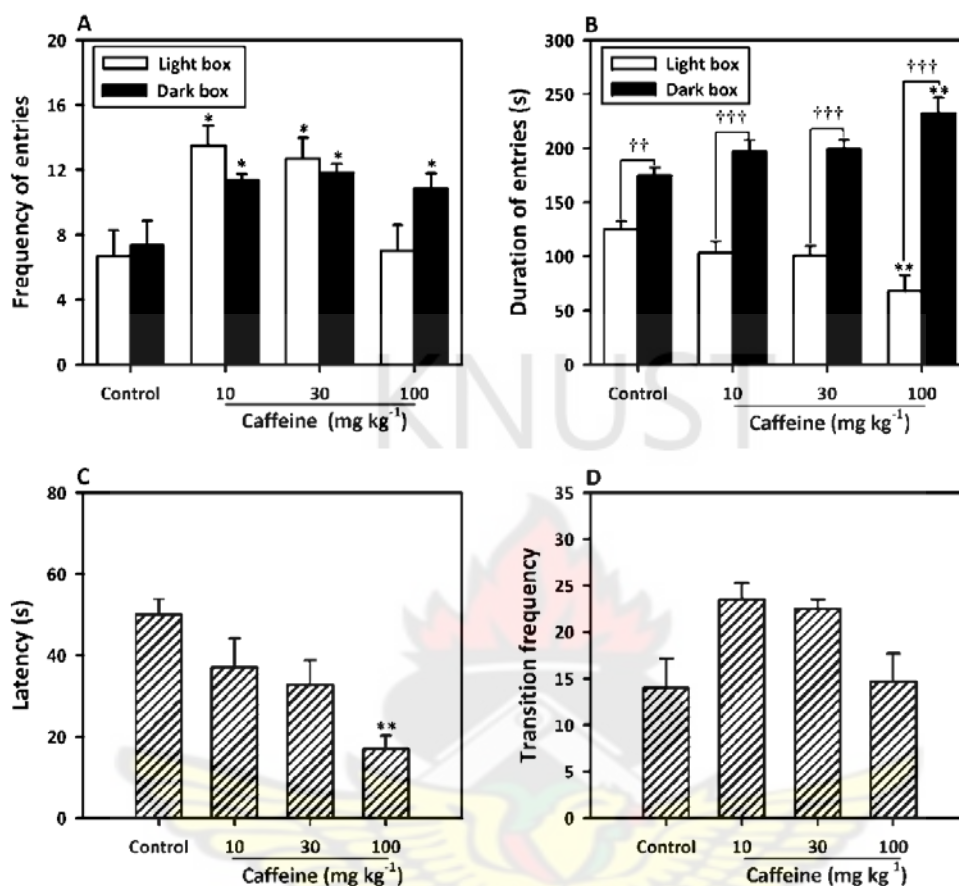 A
20
16
12
8
4
0
Frequency of entries
Light box
Dark box
*
*
*
*
*
Control
10
30
100
Caffeine (mg kg⁻¹)
B
300
250
200
150
100
50
0
Duration of entries (s)
Light box
Dark box
††
†††
†††
†††
**
**
Control
10
30
100
Caffeine (mg kg⁻¹)
KNUST
C
80
60
40
20
0
Latency (s)
**
Control
10
30
100
Caffeine (mg kg⁻¹)
D
35
30
25
20
15
10
5
0
Transition frequency
Control
10
30
100
Caffeine (mg kg⁻¹)